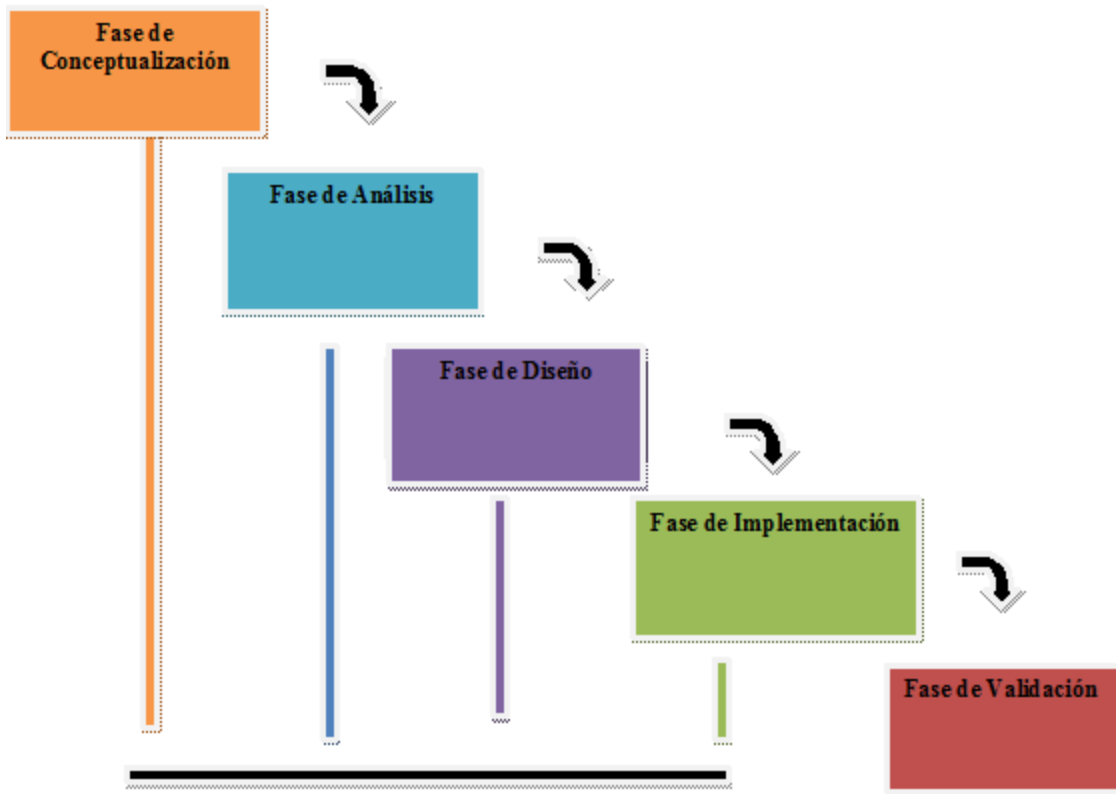 Fase de
Conceptualización
Fase de Análisis
Fase de Diseño
Fase de Implementación
Fase de Validación